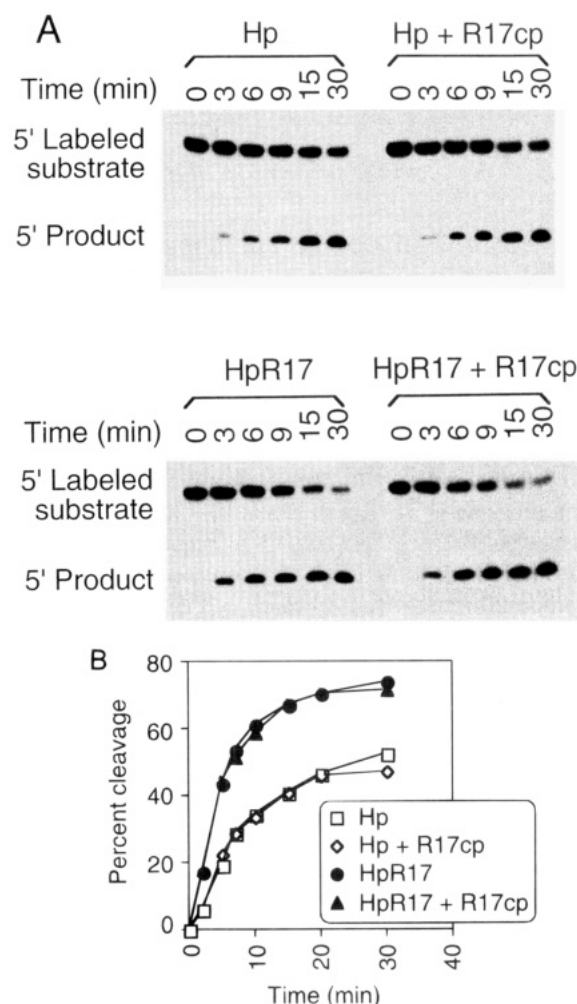 A
Hp Hp + R17cp
Time (min) 0 3 6 9 15 30 0 3 6 9 15 30
5' Labeled
substrate
5' Product
HpR17 HpR17 + R17cp
Time (min) 0 3 6 9 15 30 0 3 6 9 15 30
5' Labeled
substrate
5' Product
B
Percent cleavage
80
60
40
20
0
Hp
Hp + R17cp
HpR17
HpR17 + R17cp
0 10 20 30 40
Time (min)